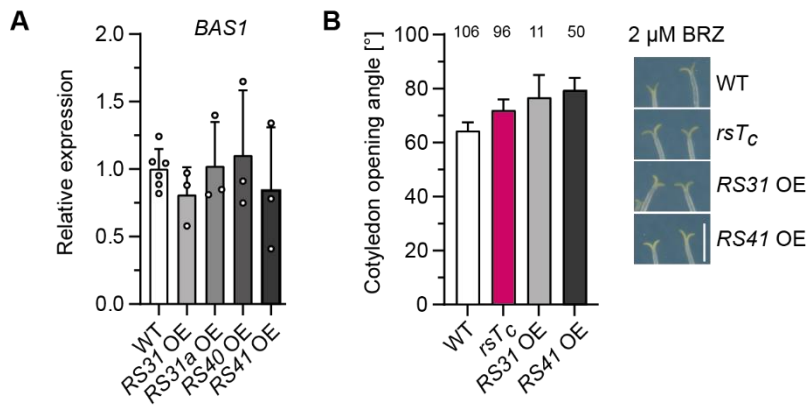 A
BAS1
Relative expression
2.0
1.5
1.0
0.5
0.0
WT
RS31 OE
RS31a OE
RS40 OE
RS41 OE
B
Cotyledon opening angle [°]
100
80
60
40
20
0
106 96 11 50
WT
rsTc
RS31 OE
RS41 OE
2 µM BRZ
WT
rsTc
RS31 OE
RS41 OE